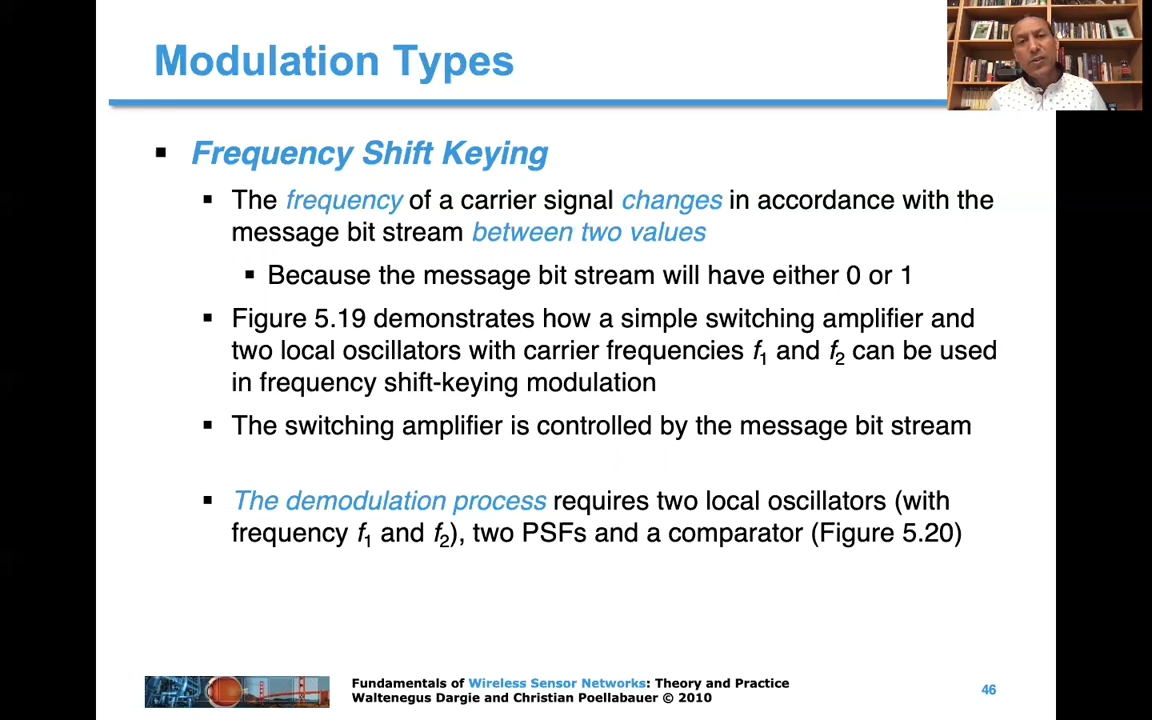 Modulation Types
▪ Frequency Shift Keying
▪ The frequency of a carrier signal changes in accordance with the
message bit stream between two values
▪ Because the message bit stream will have either 0 or 1
▪ Figure 5.19 demonstrates how a simple switching amplifier and
two local oscillators with carrier frequencies f1 and f2 can be used
in frequency shift-keying modulation
▪ The switching amplifier is controlled by the message bit stream
▪ The demodulation process requires two local oscillators (with
frequency f1 and f2), two PSFs and a comparator (Figure 5.20)
Fundamentals of Wireless Sensor Networks: Theory and Practice
Waltenegus Dargie and Christian Poellabauer © 2010
46